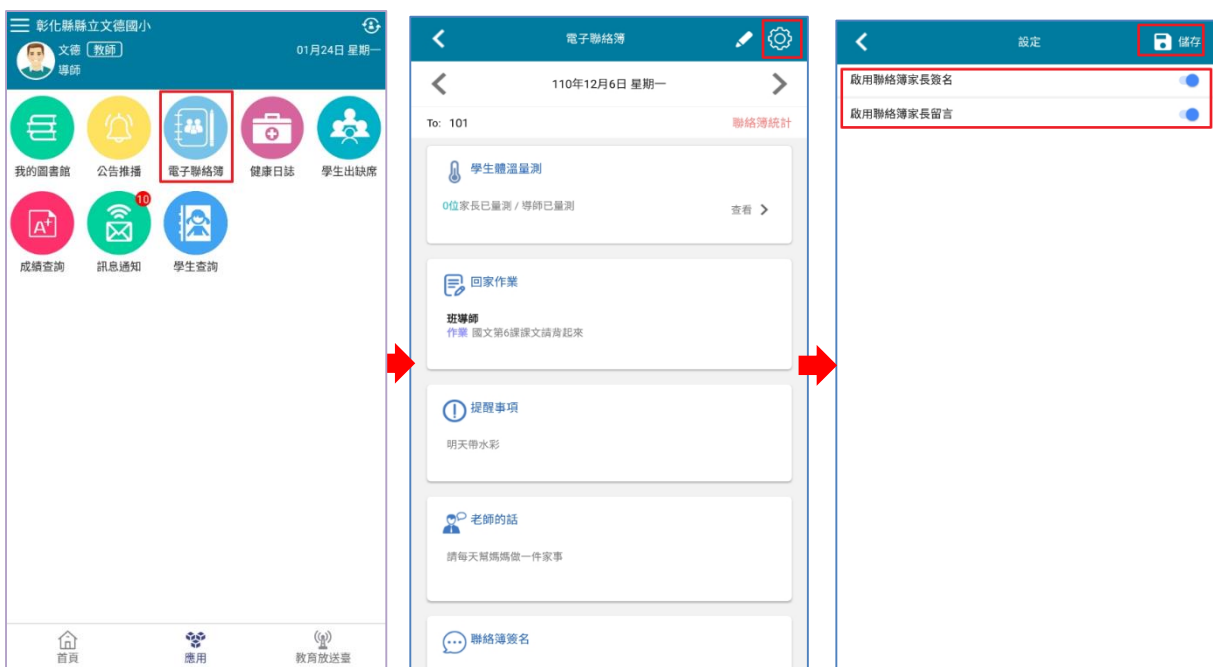 彰化縣縣立文德國小
文德 教師
導師
01月24日 星期一
我的圖書館 公告推播 電子聯絡簿 健康日誌 學生出缺席
A+ 10
成績查詢 訊息通知 學生查詢
首頁 應用 教育放送臺
電子聯絡簿
110年12月6日 星期一
To: 101 聯絡簿統計
學生體溫量測
0位家長已量測 / 導師已量測 查看
回家作業
班導師
作業 國文第6課課文請背起來
提醒事項
明天帶水彩
老師的話
請每天幫媽媽做一件家事
聯絡簿簽名
設定 儲存
啟用聯絡簿家長簽名
啟用聯絡簿家長留言